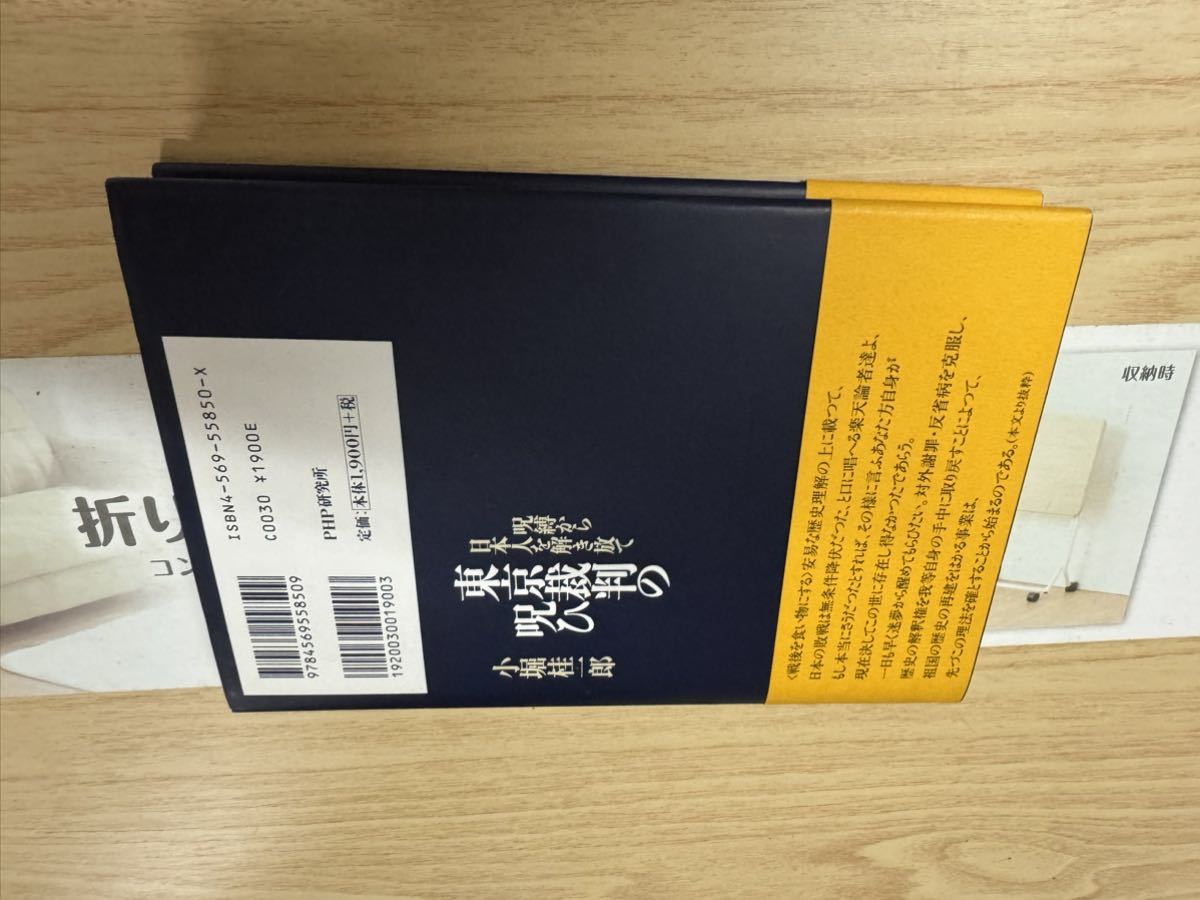 ISBN4-569-55850-X
C0030 ¥1900E
PHP研究所
定価:本体1,900円+税
9784569558509
1920030019003
日本人を
呪縛から
解き放て
東京裁判の
呪ひ
小堀桂一郎
〈戦後を食い物にする〉安易な歴史理解の上に載つて、
日本の敗戦は無条件降伏だつた、と口に唱へる楽天論者達よ、
もし本当にさうだつたとすれば、その様に言ふあなた方自身が
現在決してこの世に存在し得なかつたであらう。
一日も早く迷夢から醒めてもらひたい。対外謝罪・反省病を克服し、
歴史の解釈権を我等自身の手中に取り戻すことによつて、
祖国の歴史の再建をはかる事業は、
先づこの理法を確とすることから始まるのである。(本文より抜粋)
収納時
折り
コン